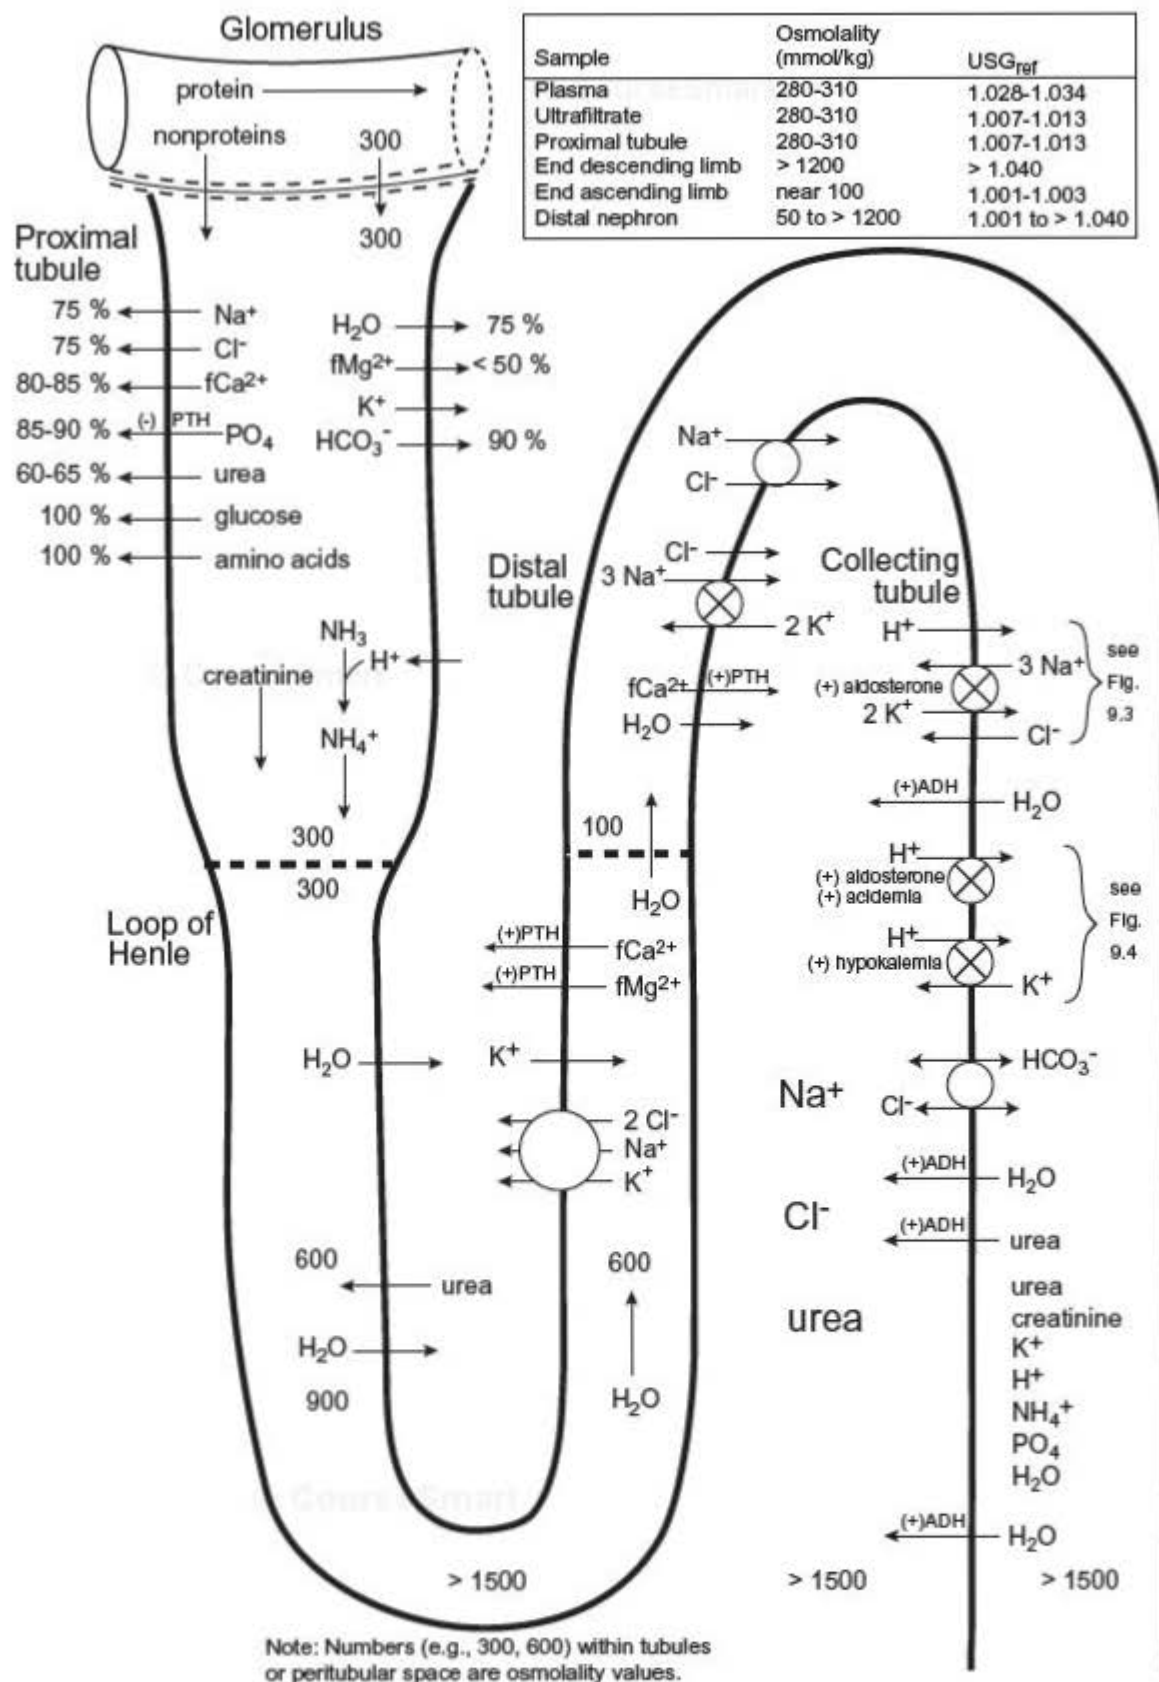 Glomerulus
protein
nonproteins
300
300
Sample Osmolality (mmol/kg) USGref
Plasma 280-310 1.028-1.034
Ultrafiltrate 280-310 1.007-1.013
Proximal tubule 280-310 1.007-1.013
End descending limb > 1200 > 1.040
End ascending limb near 100 1.001-1.003
Distal nephron 50 to > 1200 1.001 to > 1.040
Proximal
tubule
75 % Na⁺
75 % Cl⁻
80-85 % fCa²⁺
85-90 % (-) PTH PO₄
60-65 % urea
100 % glucose
100 % amino acids
H₂O 75 %
fMg²⁺ < 50 %
K⁺
HCO₃⁻ 90 %
NH₃
H⁺
creatinine
NH₄⁺
300
300
Loop of
Henle
H₂O
600
urea
H₂O
900
> 1500
H₂O
600
2 Cl⁻
Na⁺
K⁺
K⁺
(+)PTH fMg²⁺
(+)PTH fCa²⁺
H₂O
100
Distal
tubule
H₂O
fCa²⁺ (+)PTH
2 K⁺
3 Na⁺
Cl⁻
Cl⁻
Na⁺
Collecting
tubule
H⁺
3 Na⁺
(+) aldosterone
2 K⁺
Cl⁻
see
Fig.
9.3
(+)ADH H₂O
H⁺
(+) aldosterone
(+) acidemia
H⁺
(+) hypokalemia
K⁺
see
Fig.
9.4
HCO₃⁻
Cl⁻
Na⁺
(+)ADH H₂O
Cl⁻
(+)ADH urea
urea
urea
creatinine
K⁺
H⁺
NH₄⁺
PO₄
H₂O
(+)ADH H₂O
> 1500
> 1500
Note: Numbers (e.g., 300, 600) within tubules
or peritubular space are osmolality values.